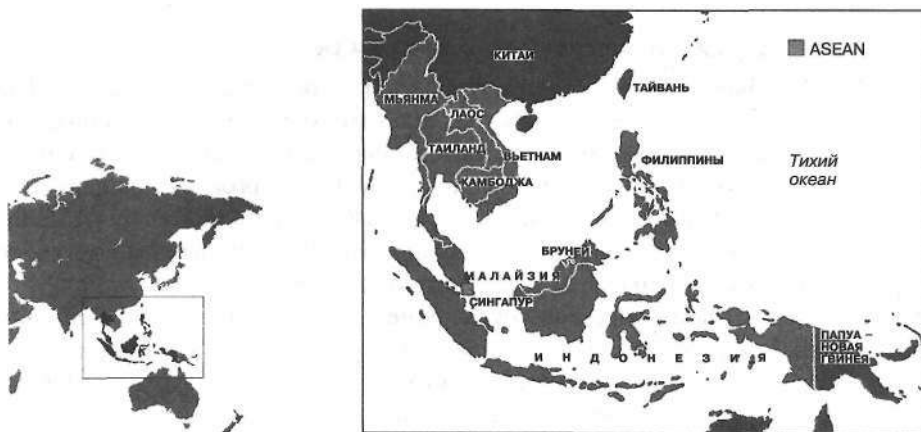 КИТАЙ
ASEAN
ТАЙВАНЬ
МЬЯНМА
ЛАОС
ТАИЛАНД
ВЬЕТНАМ
ФИЛИППИНЫ
Тихий
океан
КАМБОДЖА
БРУНЕЙ
МАЛАЙЗИЯ
СИНГАПУР
ИНДОНЕЗИЯ
ПАПУА –
НОВАЯ
ГВИНЕЯ